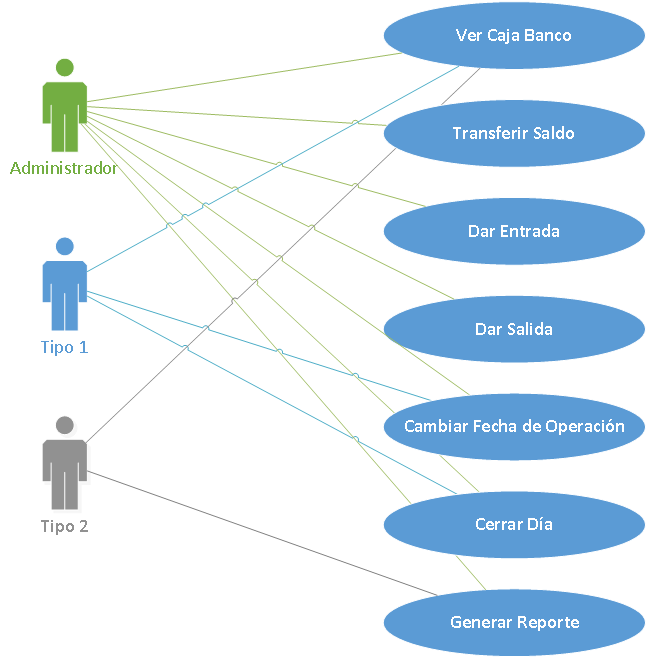 Ver Caja Banco
Transferir Saldo
Administrador
Dar Entrada
Dar Salida
Tipo 1
Cambiar Fecha de Operación
Cerrar Día
Tipo 2
Generar Reporte